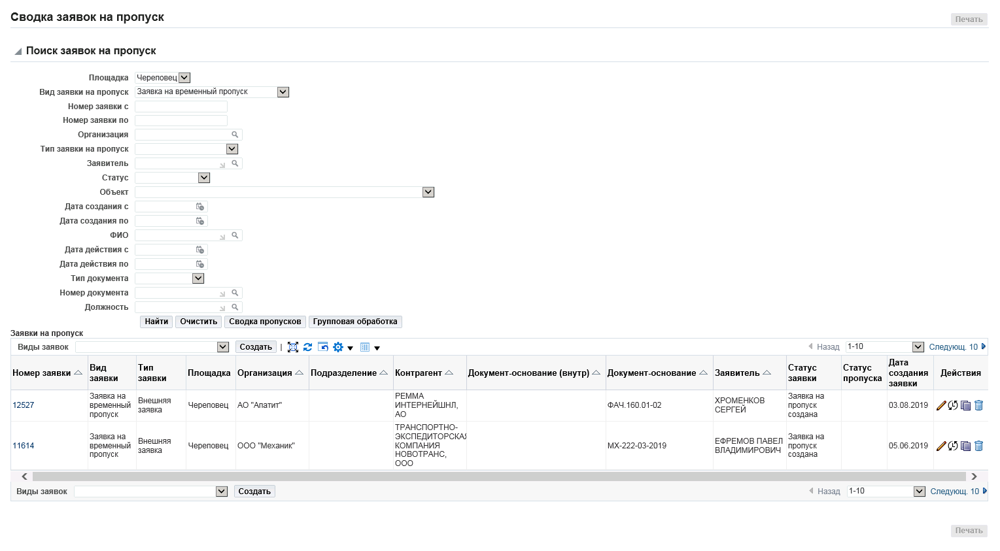 Сводка заявок на пропуск
Печать
Поиск заявок на пропуск
Площадка Череповец
Вид заявки на пропуск Заявка на временный пропуск
Номер заявки с
Номер заявки по
Организация
Тип заявки на пропуск
Заявитель
Статус
Объект
Дата создания с
Дата создания по
ФИО
Дата действия с
Дата действия по
Тип документа
Номер документа
Должность
Найти Очистить Сводка пропусков Групповая обработка
Заявки на пропуск
Виды заявок Создать | Назад 1-10 Следующ. 10
Номер заявки Вид заявки Тип заявки Площадка Организация Подразделение Контрагент Документ-основание (внутр) Документ-основание Заявитель Статус заявки Статус пропуска Дата создания заявки Действия
12527 Заявка на временный пропуск Внешняя заявка Череповец АО "Апатит" РЕММА ИНТЕРНЕЙШНЛ, АО ФАЧ.160.01-02 ХРОМЕНКОВ СЕРГЕЙ Заявка на пропуск создана 03.08.2019
11614 Заявка на временный пропуск Внешняя заявка Череповец ООО "Механик" ТРАНСПОРТНО-ЭКСПЕДИТОРСКАЯ КОМПАНИЯ НОВОТРАНС, ООО МХ-222-03-2019 ЕФРЕМОВ ПАВЕЛ ВЛАДИМИРОВИЧ Заявка на пропуск создана 05.06.2019
Виды заявок Создать Назад 1-10 Следующ. 10
Печать